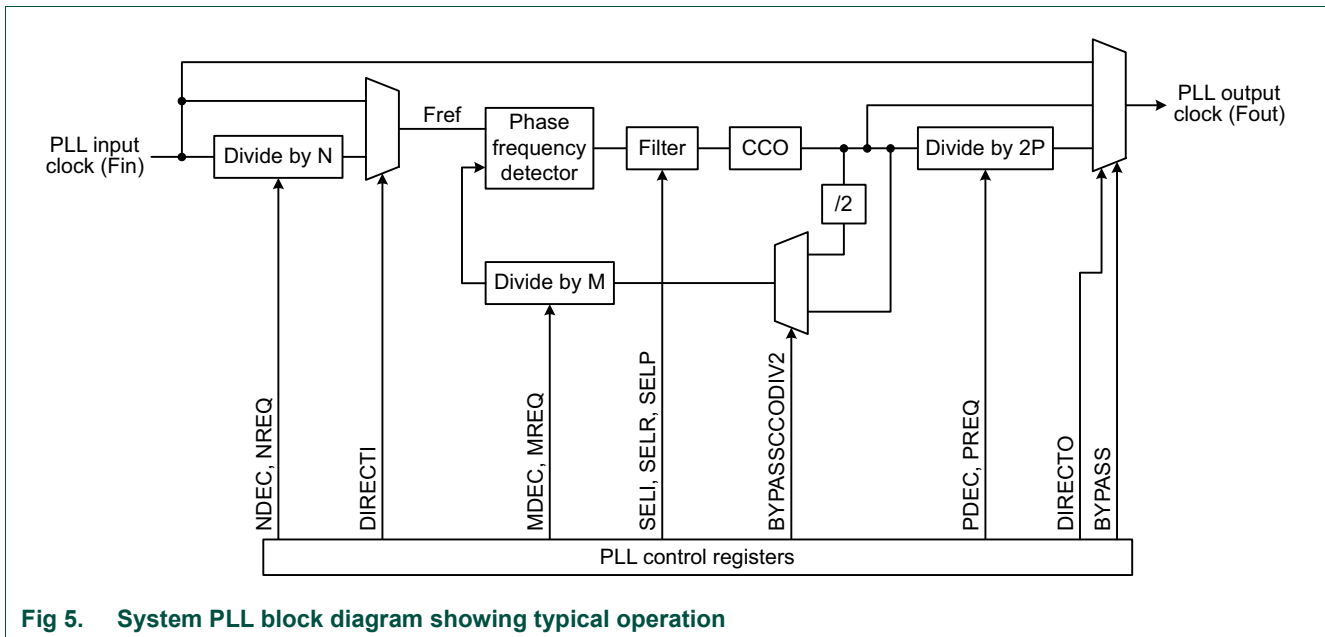 PLL input
clock (Fin)
Divide by N
Fref
Phase
frequency
detector
Filter
CCO
Divide by 2P
PLL output
clock (Fout)
/2
Divide by M
NDEC, NREQ
DIRECTI
MDEC, MREQ
SELI, SELR, SELP
BYPASSCCODIV2
PDEC, PREQ
DIRECTO
BYPASS
PLL control registers
Fig 5. System PLL block diagram showing typical operation